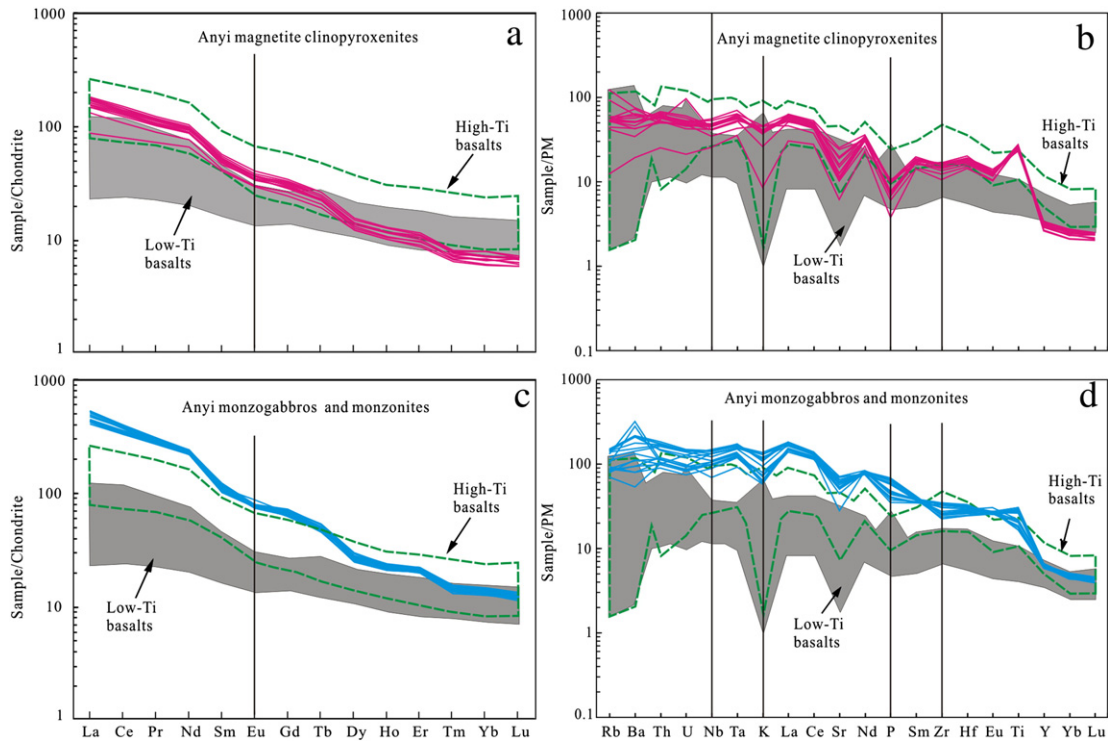 a
Anyi magnetite clinopyroxenites
1000
100
10
1
Sample/Chondrite
High-Ti
basalts
Low-Ti
basalts
b
Anyi magnetite clinopyroxenites
1000
100
10
1
0.1
Sample/PM
High-Ti
basalts
Low-Ti
basalts
c
Anyi monzogabbros and monzonites
1000
100
10
1
Sample/Chondrite
High-Ti
basalts
Low-Ti
basalts
La Ce Pr Nd Sm Eu Gd Tb Dy Ho Er Tm Yb Lu
d
Anyi monzogabbros and monzonites
1000
100
10
1
0.1
Sample/PM
High-Ti
basalts
Low-Ti
basalts
Rb Ba Th U Nb Ta K La Ce Sr Nd P Sm Zr Hf Eu Ti Y Yb Lu